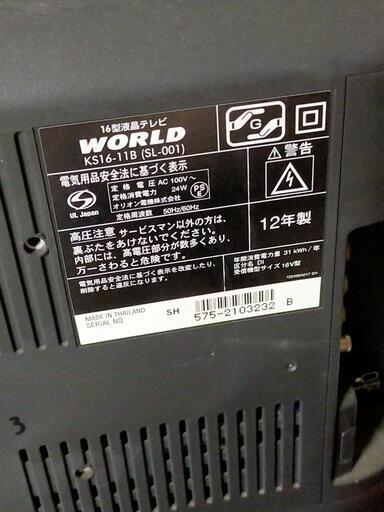 16型液晶テレビ
WORLD
KS16-11B (SL-001)
G
電気用品安全法に基づく表示
定格電圧 AC 100V～
定格消費電力 24W
オリオン電機株式会社
定格周波数 50Hz/60Hz
UL Japan
PS
E
警告
高圧注意 サービスマン以外の方は、
裏ぶたをあけないでください。
内部には、高電圧部分が数多くあり、
万一さわると危険です。
12年製
電気用品安全法に基づく表示を改変したり、
削除すると違反になります。
年間消費電力量 31 kWh/年
区分名 DI
受信機型サイズ 16V型
MADE IN THAILAND
SERIAL NO.
SH
575-2103232
B
3